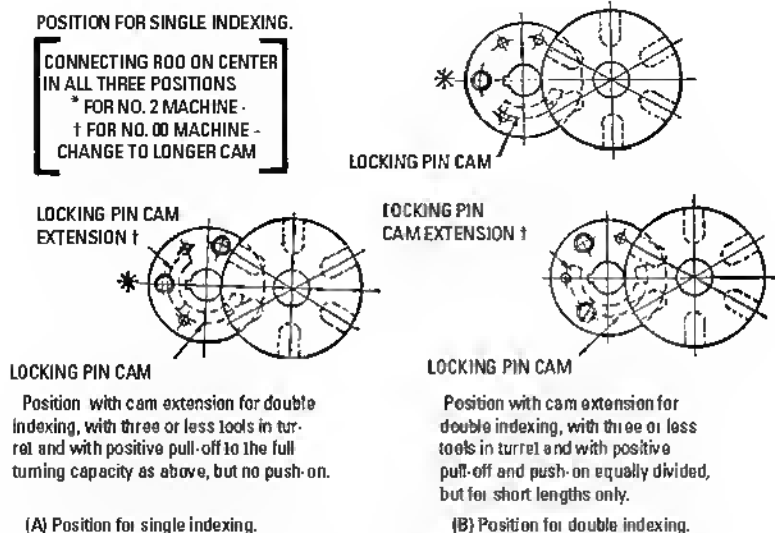 POSITION FOR SINGLE INDEXING.
CONNECTING ROO ON CENTER
IN ALL THREE POSITIONS
* FOR NO. 2 MACHINE -
† FOR NO. 00 MACHINE -
CHANGE TO LONGER CAM
*
LOCKING PIN CAM
LOCKING PIN CAM
EXTENSION †
*
LOCKING PIN CAM
LOCKING PIN
CAM EXTENSION †
LOCKING PIN CAM
Position with cam extension for double
indexing, with three or less tools in tur-
rel and with positive pull-off to the full
turning capacity as above, but no push-on.
(A) Position for single indexing.
Position with cam extension for
double indexing, with three or less
tools in turrel and with positive
pull-off and push-on equally divided,
but for short lengths only.
(B) Position for double indexing.